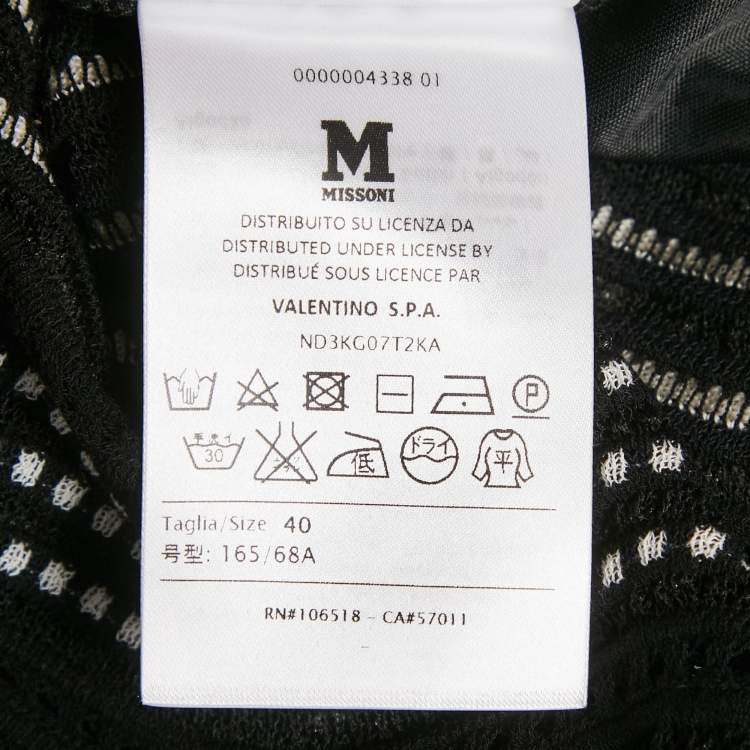 0000004338 01
M
MISSONI
DISTRIBUITO SU LICENZA DA
DISTRIBUTED UNDER LICENSE BY
DISTRIBUÉ SOUS LICENCE PAR
VALENTINO S.P.A.
ND3KG07T2KA
P
手洗イ 30 低 ドライ 平
Taglia/Size 40
号型: 165/68A
RN#106518 - CA#57011